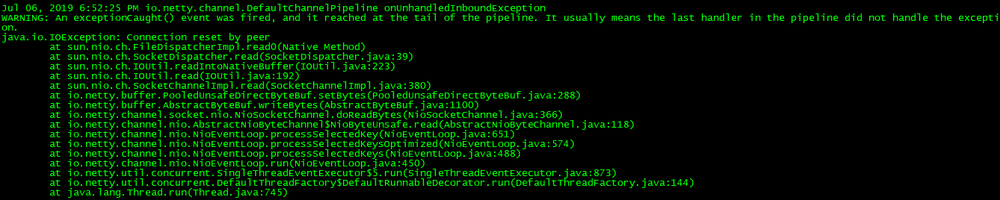 Jul 06, 2019 6:52:25 PM io.netty.channel.DefaultChannelPipeline onUnhandledInboundException
WARNING: An exceptionCaught() event was fired, and it reached at the tail of the pipeline. It usually means the last handler in the pipeline did not handle the excepti
on.
java.io.IOException: Connection reset by peer
at sun.nio.ch.FileDispatcherImpl.read0(Native Method)
at sun.nio.ch.SocketDispatcher.read(SocketDispatcher.java:39)
at sun.nio.ch.IOUtil.readIntoNativeBuffer(IOUtil.java:223)
at sun.nio.ch.IOUtil.read(IOUtil.java:192)
at sun.nio.ch.SocketChannelImpl.read(SocketChannelImpl.java:380)
at io.netty.buffer.PooledUnsafeDirectByteBuf.setBytes(PooledUnsafeDirectByteBuf.java:288)
at io.netty.buffer.AbstractByteBuf.writeBytes(AbstractByteBuf.java:1100)
at io.netty.channel.socket.nio.NioSocketChannel.doReadBytes(NioSocketChannel.java:366)
at io.netty.channel.nio.AbstractNioByteChannel$NioByteUnsafe.read(AbstractNioByteChannel.java:118)
at io.netty.channel.nio.NioEventLoop.processSelectedKey(NioEventLoop.java:651)
at io.netty.channel.nio.NioEventLoop.processSelectedKeysOptimized(NioEventLoop.java:574)
at io.netty.channel.nio.NioEventLoop.processSelectedKeys(NioEventLoop.java:488)
at io.netty.channel.nio.NioEventLoop.run(NioEventLoop.java:450)
at io.netty.util.concurrent.SingleThreadEventExecutor$5.run(SingleThreadEventExecutor.java:873)
at io.netty.util.concurrent.DefaultThreadFactory$DefaultRunnableDecorator.run(DefaultThreadFactory.java:144)
at java.lang.Thread.run(Thread.java:745)